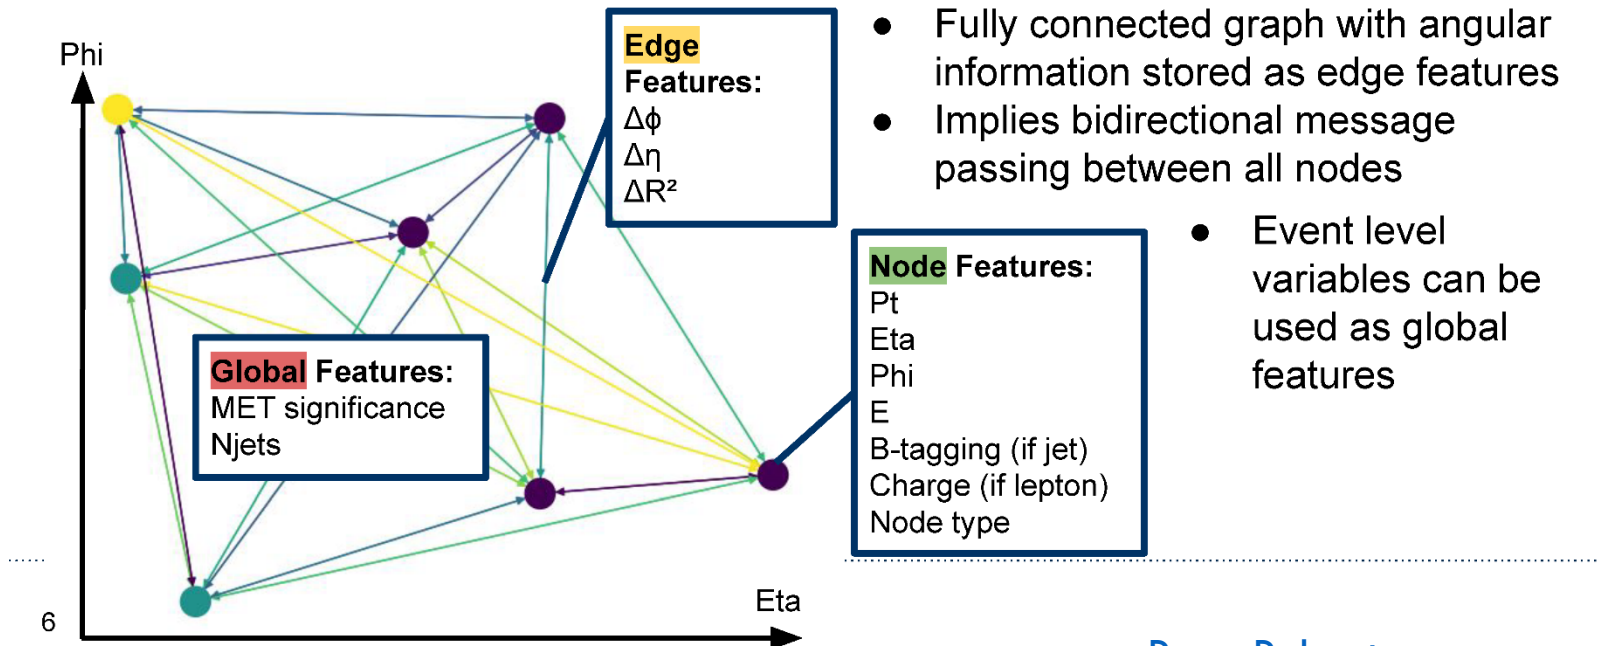 Phi
Edge
Features:
Δϕ
Δη
ΔR²
● Fully connected graph with angular
information stored as edge features
● Implies bidirectional message
passing between all nodes
● Event level
variables can be
used as global
features
Node Features:
Pt
Eta
Phi
E
B-tagging (if jet)
Charge (if lepton)
Node type
Global Features:
MET significance
Njets
Eta
6